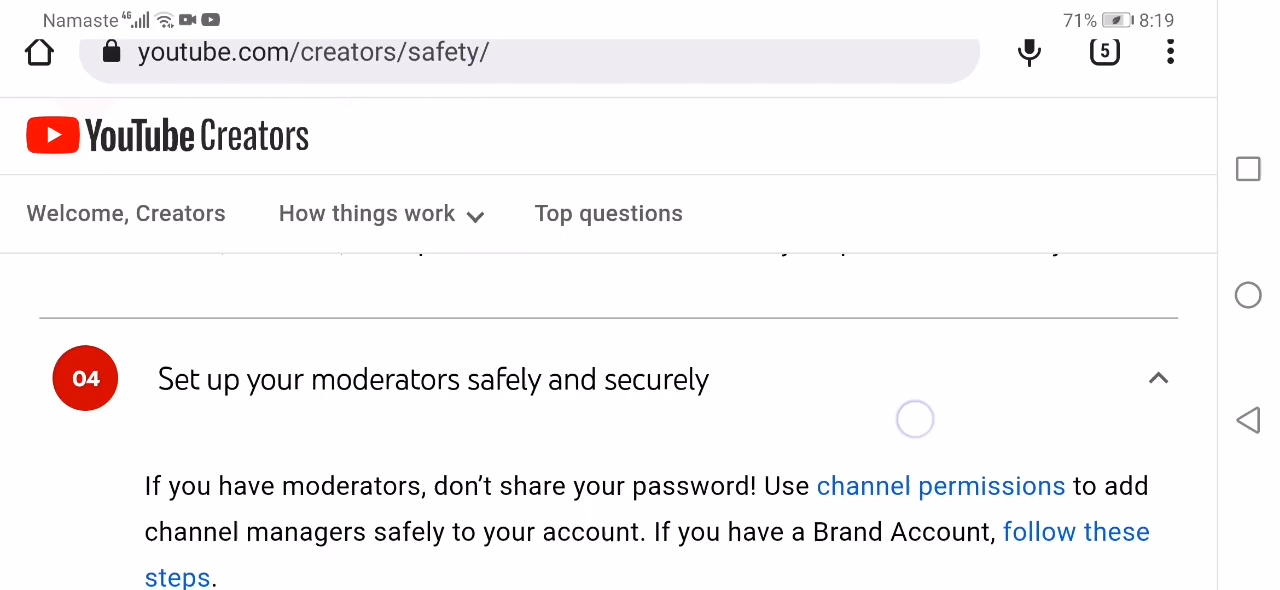 Namaste 4G 71% 8:19
youtube.com/creators/safety/ 5
YouTube Creators
Welcome, Creators How things work Top questions
04 Set up your moderators safely and securely
If you have moderators, don’t share your password! Use channel permissions to add
channel managers safely to your account. If you have a Brand Account, follow these
steps.